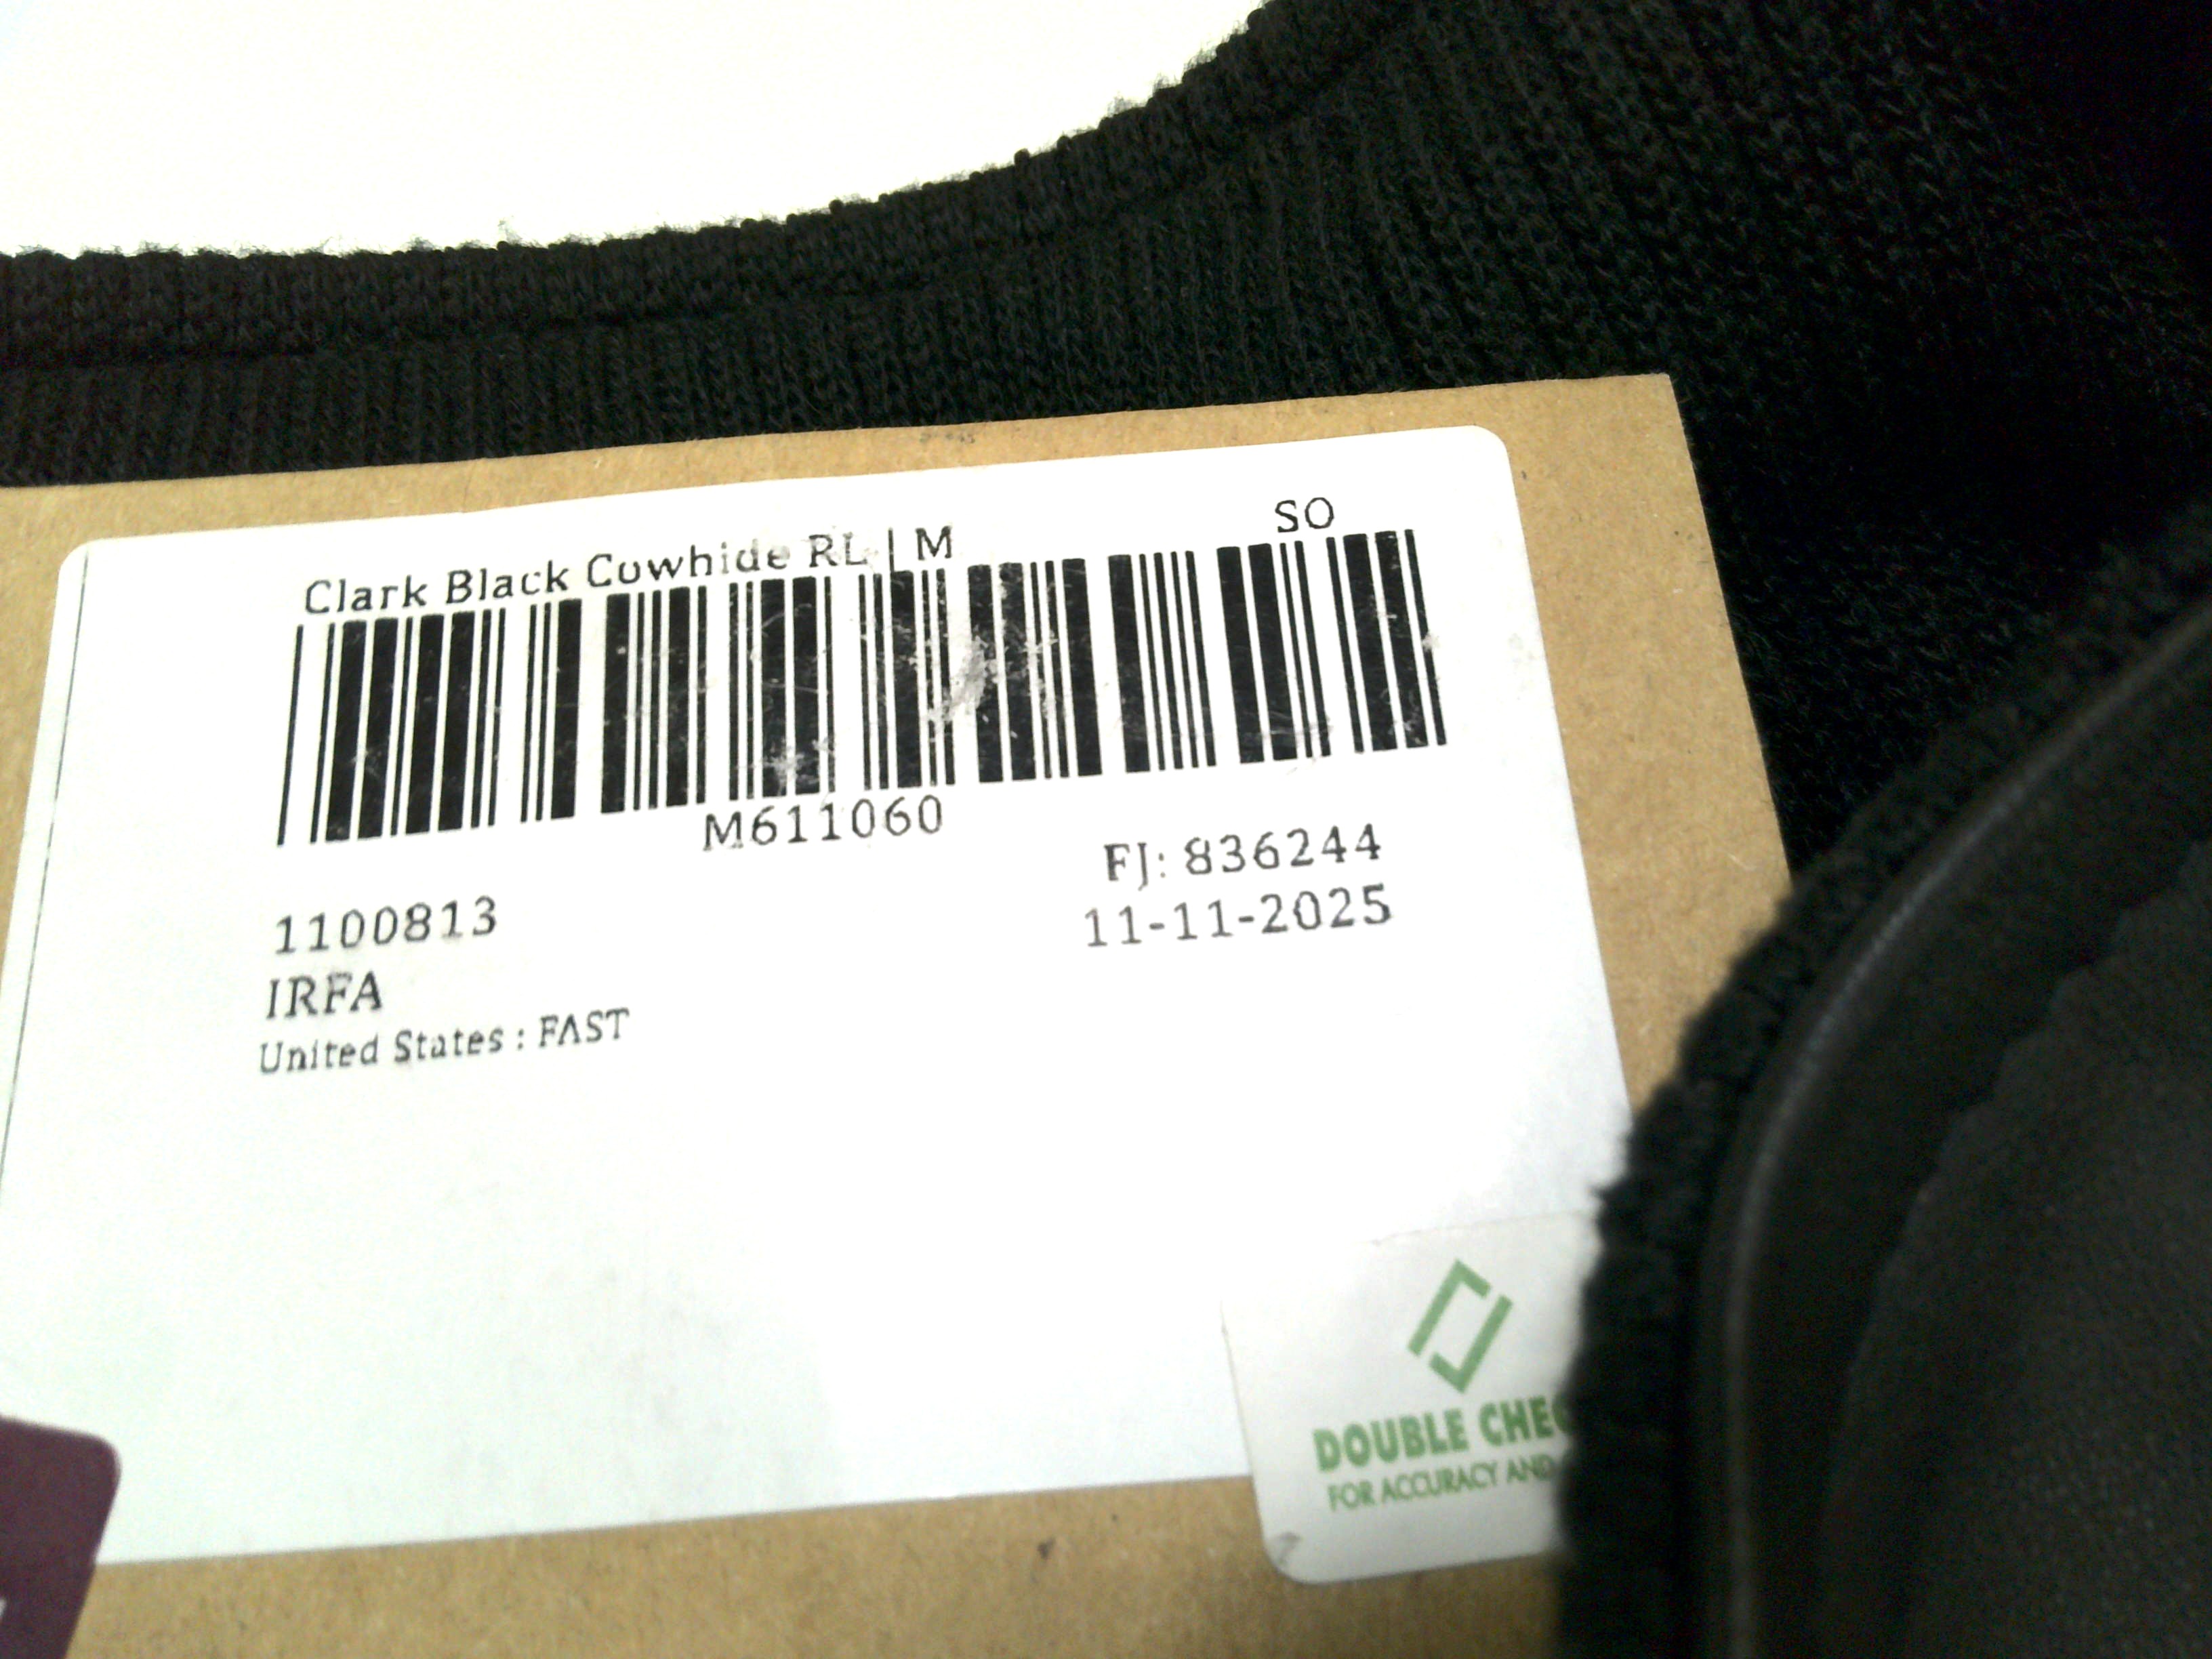 Clark Black Cowhide RL | M
SO
M611060
FJ: 836244
1100813
11-11-2025
IRFA
United States : FAST
DOUBLE CHEC
FOR ACCURACY AND